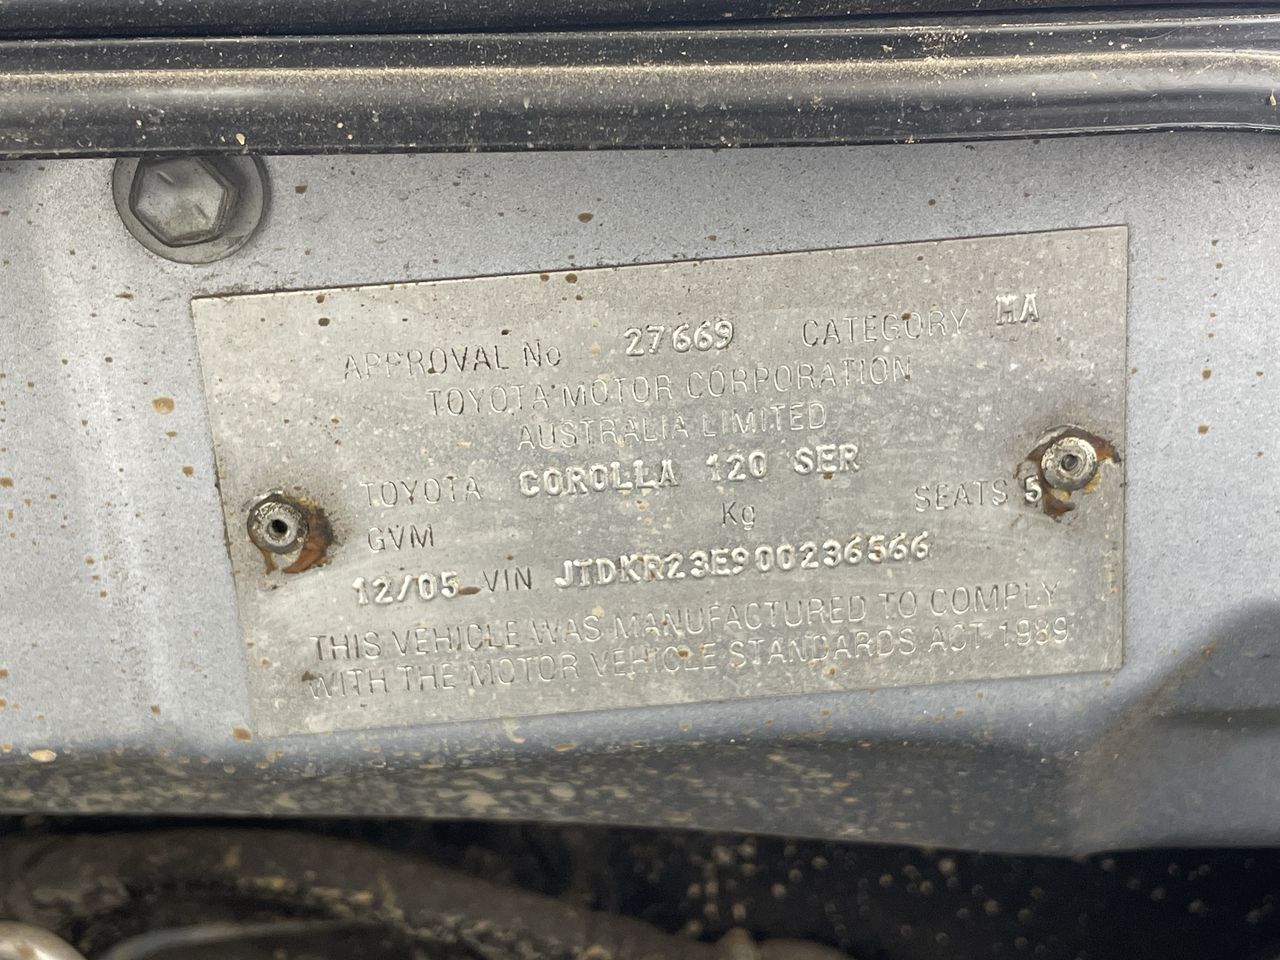 APPROVAL No 27669 CATEGORY MA
TOYOTA MOTOR CORPORATION
AUSTRALIA LIMITED
TOYOTA COROLLA 120 SER
GVM Kg SEATS 5
12/05 VIN JTDKR23E900236566
THIS VEHICLE WAS MANUFACTURED TO COMPLY
WITH THE MOTOR VEHICLE STANDARDS ACT 1989